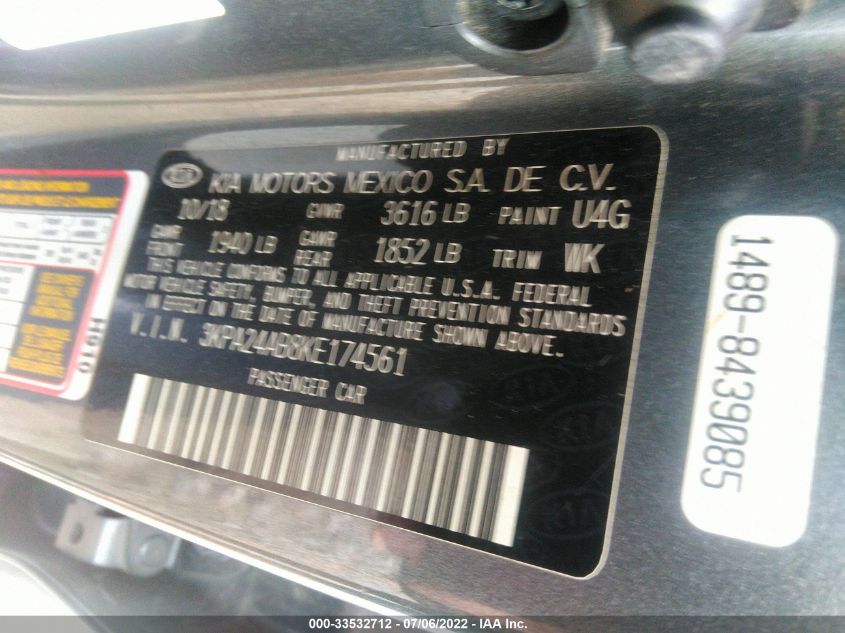 MANUFACTURED BY
KIA KIA MOTORS MEXICO S.A. DE C.V.
10/18 GVWR 3616 LB PAINT U4G
GAWR FRONT 1940 LB GAWR REAR 1852 LB TRIM WK
THIS VEHICLE CONFORMS TO ALL APPLICABLE U.S.A. FEDERAL
MOTOR VEHICLE SAFETY, BUMPER, AND THEFT PREVENTION STANDARDS
IN EFFECT ON THE DATE OF MANUFACTURE SHOWN ABOVE.
V.I.N. 3KPA24AB8KE174561
PASSENGER CAR
H910
1489-8439085
000-33532712 - 07/06/2022 - IAA, Inc.